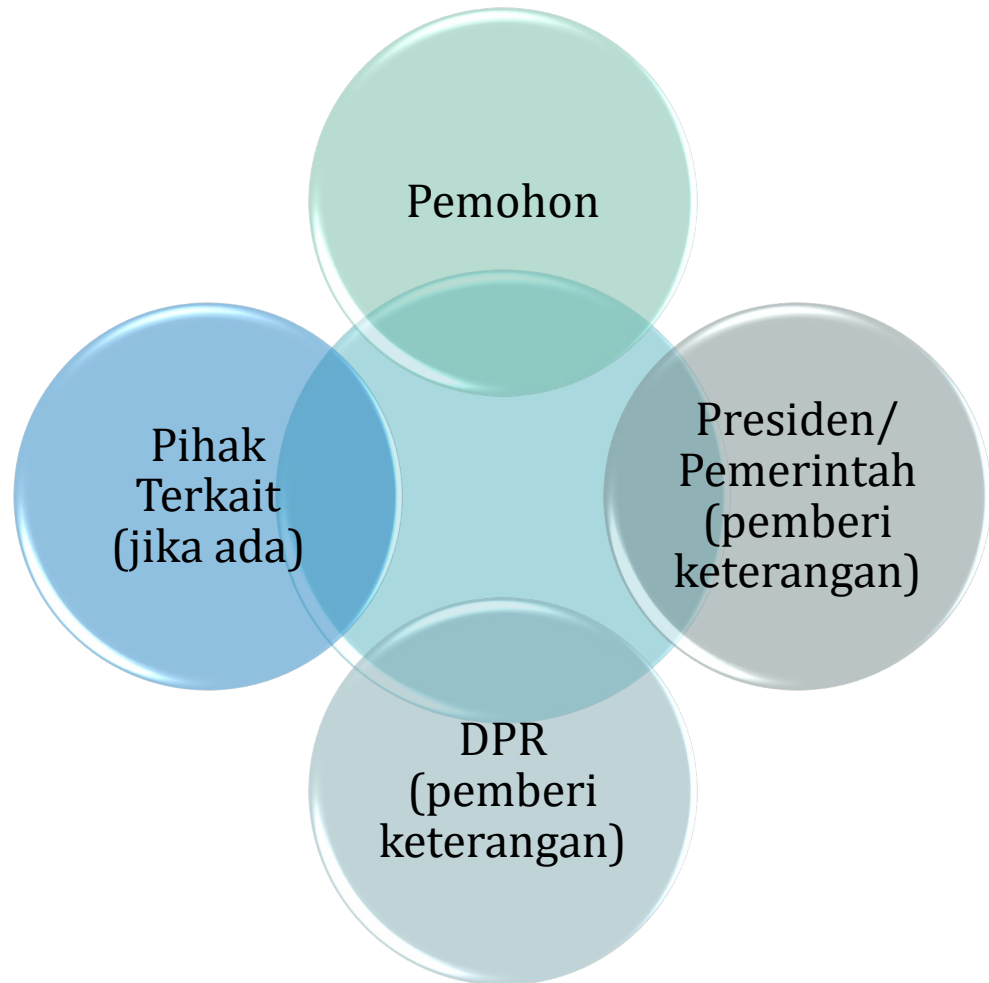 Pemohon
Pihak
Terkait
(jika ada)
Presiden/
Pemerintah
(pemberi
keterangan)
DPR
(pemberi
keterangan)